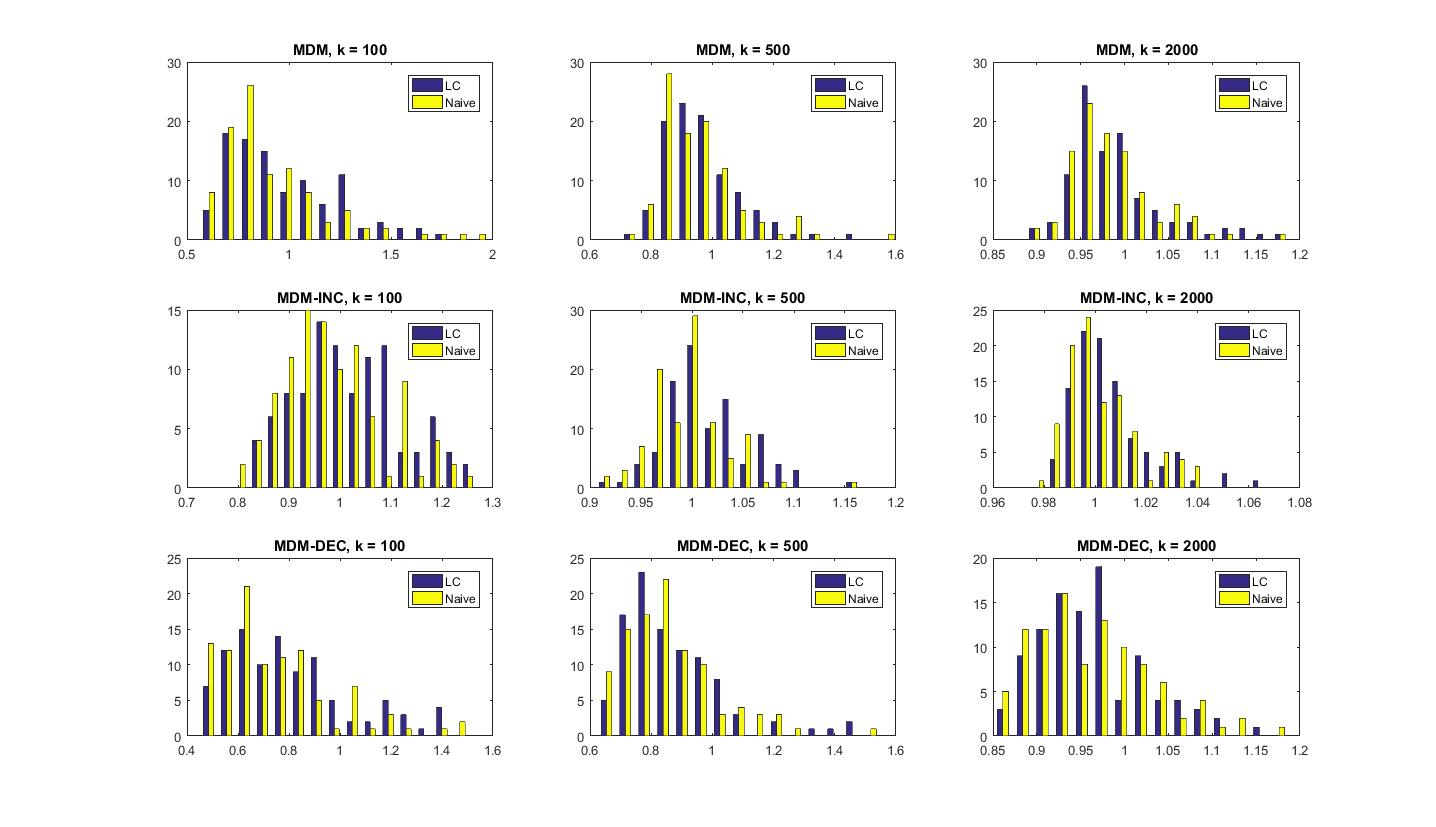 MDM, k = 100
30
20
10
0
0.5 1 1.5 2
LC
Naive
MDM, k = 500
30
20
10
0
0.6 0.8 1 1.2 1.4 1.6
LC
Naive
MDM, k = 2000
30
20
10
0
0.85 0.9 0.95 1 1.05 1.1 1.15 1.2
LC
Naive
MDM-INC, k = 100
15
10
5
0
0.7 0.8 0.9 1 1.1 1.2 1.3
LC
Naive
MDM-INC, k = 500
30
20
10
0
0.9 0.95 1 1.05 1.1 1.15 1.2
LC
Naive
MDM-INC, k = 2000
25
20
15
10
5
0
0.96 0.98 1 1.02 1.04 1.06 1.08
LC
Naive
MDM-DEC, k = 100
25
20
15
10
5
0
0.4 0.6 0.8 1 1.2 1.4 1.6
LC
Naive
MDM-DEC, k = 500
25
20
15
10
5
0
0.6 0.8 1 1.2 1.4 1.6
LC
Naive
MDM-DEC, k = 2000
20
15
10
5
0
0.85 0.9 0.95 1 1.05 1.1 1.15 1.2
LC
Naive